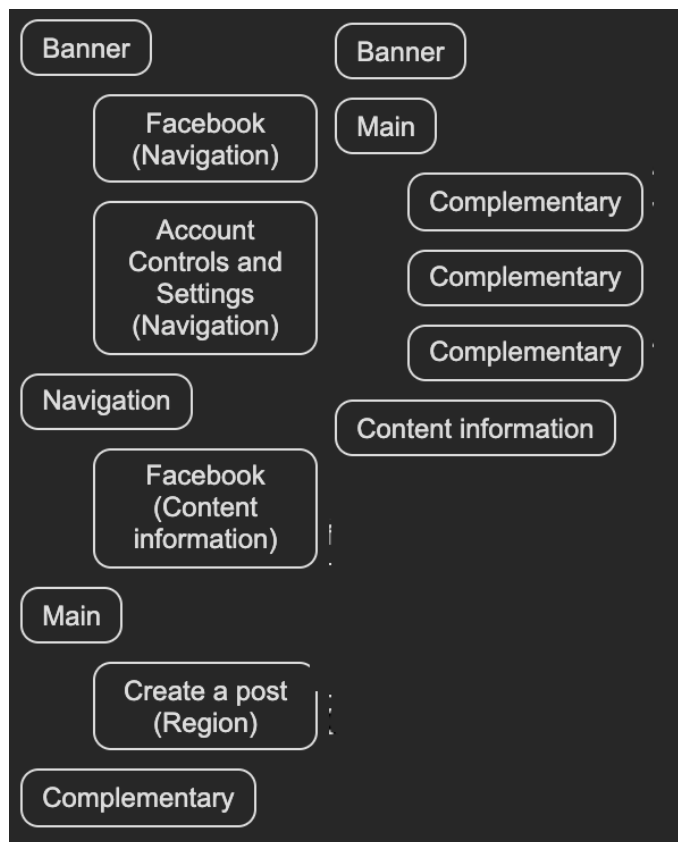 Banner
Facebook
(Navigation)
Account
Controls and
Settings
(Navigation)
Navigation
Facebook
(Content
information)
Main
Create a post
(Region)
Complementary
Banner
Main
Complementary
Complementary
Complementary
Content information